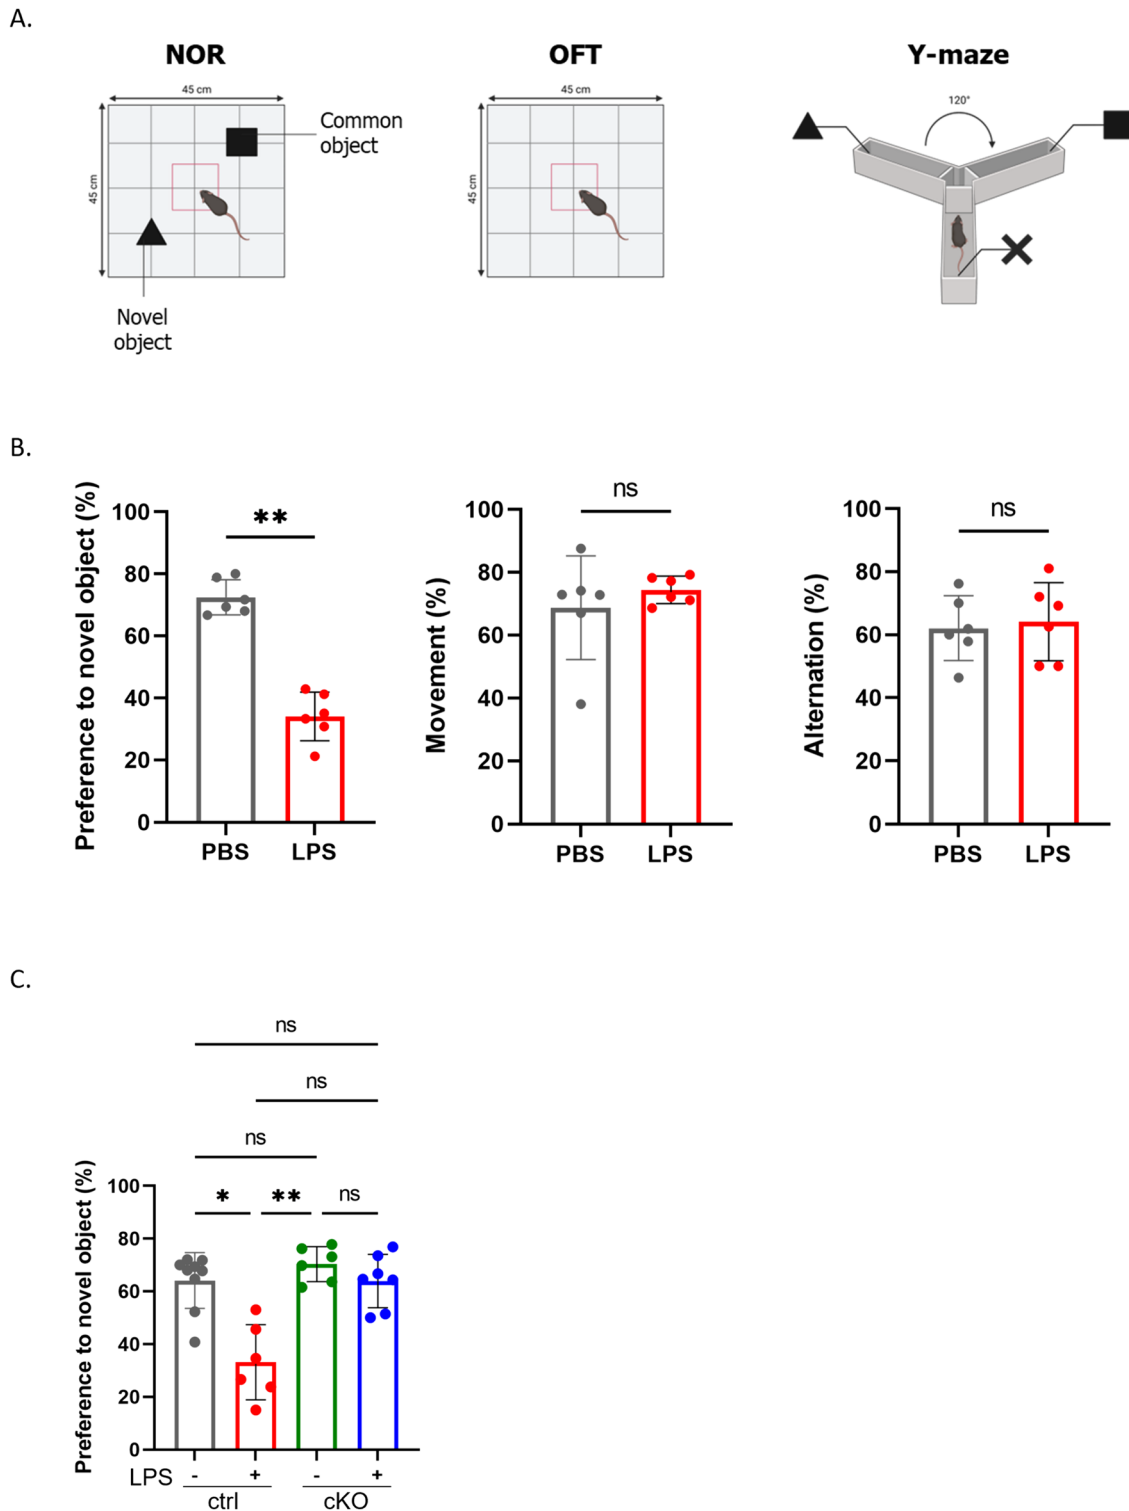 A.
NOR
OFT
Y-maze
45 cm
45 cm
120°
Common
object
45 cm
45 cm
Novel
object
B.
Preference to novel object (%)
100
80
60
40
20
0
**
PBS
LPS
Movement (%)
100
80
60
40
20
0
ns
PBS
LPS
Alternation (%)
100
80
60
40
20
0
ns
PBS
LPS
C.
ns
ns
ns
* ** ns
Preference to novel object (%)
100
80
60
40
20
0
LPS - + - +
ctrl cKO